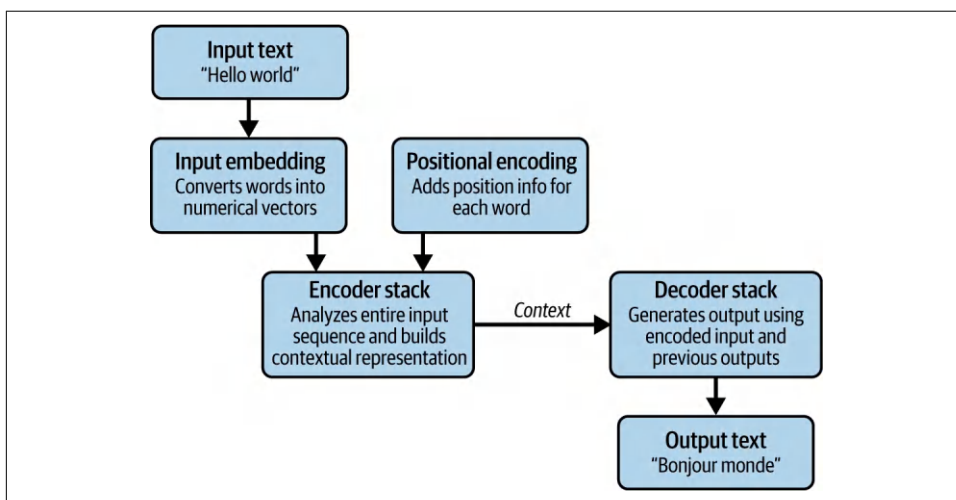 Input text
“Hello world”
Input embedding
Converts words into
numerical vectors
Positional encoding
Adds position info for
each word
Encoder stack
Analyzes entire input
sequence and builds
contextual representation
Context
Decoder stack
Generates output using
encoded input and
previous outputs
Output text
“Bonjour monde”